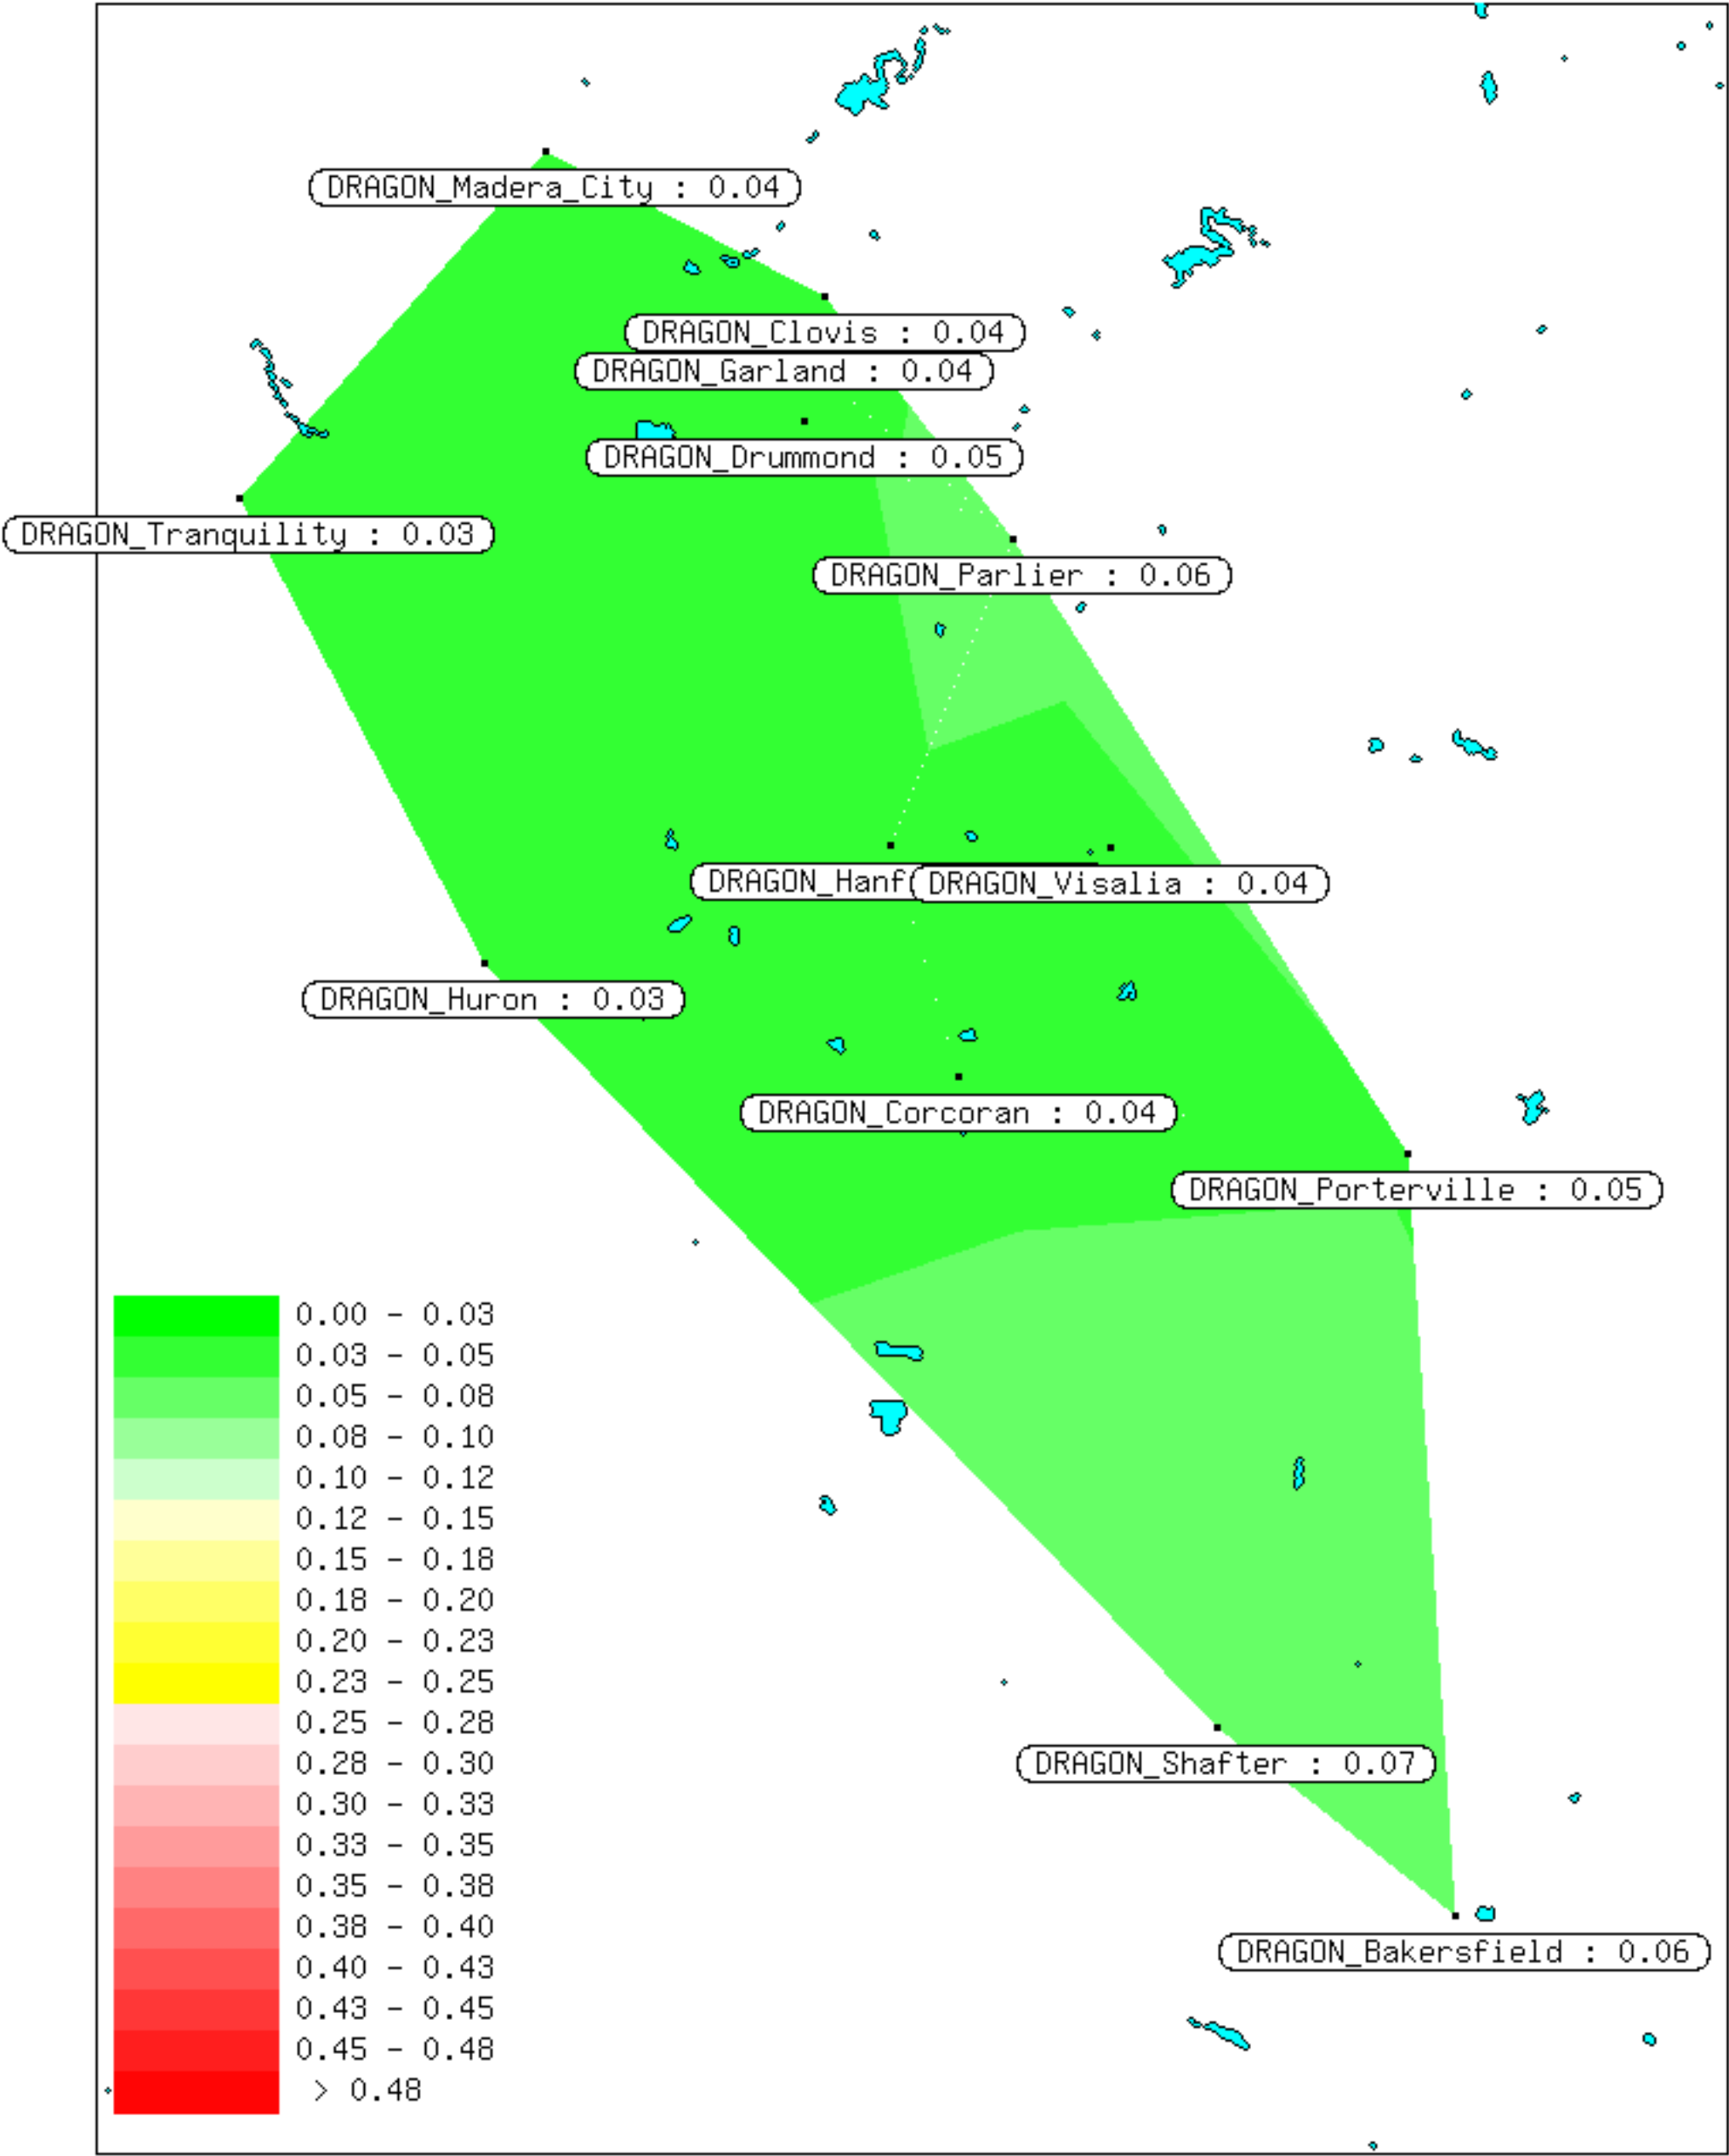 DRAGON_Madera_City : 0.04
DRAGON_Clovis : 0.04
DRAGON_Garland : 0.04
DRAGON_Drummond : 0.05
DRAGON_Tranquility : 0.03
DRAGON_Parlier : 0.06
DRAGON_Hanf
DRAGON_Visalia : 0.04
DRAGON_Huron : 0.03
DRAGON_Corcoran : 0.04
DRAGON_Porterville : 0.05
0.00 - 0.03
0.03 - 0.05
0.05 - 0.08
0.08 - 0.10
0.10 - 0.12
0.12 - 0.15
0.15 - 0.18
0.18 - 0.20
0.20 - 0.23
0.23 - 0.25
0.25 - 0.28
0.28 - 0.30
0.30 - 0.33
0.33 - 0.35
0.35 - 0.38
0.38 - 0.40
0.40 - 0.43
0.43 - 0.45
0.45 - 0.48
> 0.48
DRAGON_Shafter : 0.07
DRAGON_Bakersfield : 0.06